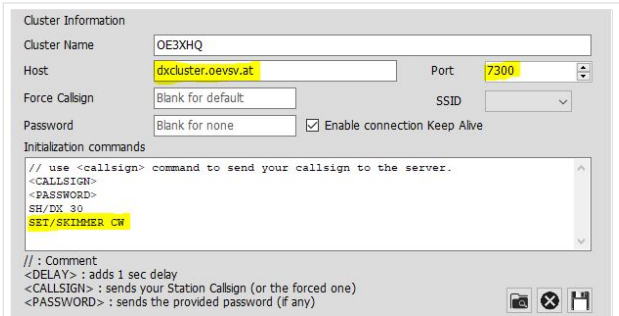 Cluster Information
Cluster Name OE3XHQ
Host dxcluster.oevsv.at Port 7300
Force Callsign Blank for default SSID
Password Blank for none Enable connection Keep Alive
Initialization commands
// use <callsign> command to send your callsign to the server.
<CALLSIGN>
<PASSWORD>
SH/DX 30
SET/SKIMMER CW
// : Comment
<DELAY> : adds 1 sec delay
<CALLSIGN> : sends your Station Callsign (or the forced one)
<PASSWORD> : sends the provided password (if any)